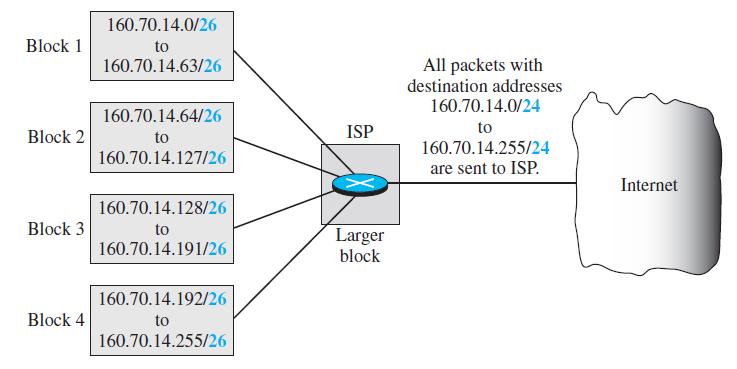 Block 1
160.70.14.0/26
to
160.70.14.63/26
Block 2
160.70.14.64/26
to
160.70.14.127/26
Block 3
160.70.14.128/26
to
160.70.14.191/26
Block 4
160.70.14.192/26
to
160.70.14.255/26
ISP
Larger
block
All packets with
destination addresses
160.70.14.0/24
to
160.70.14.255/24
are sent to ISP.
Internet